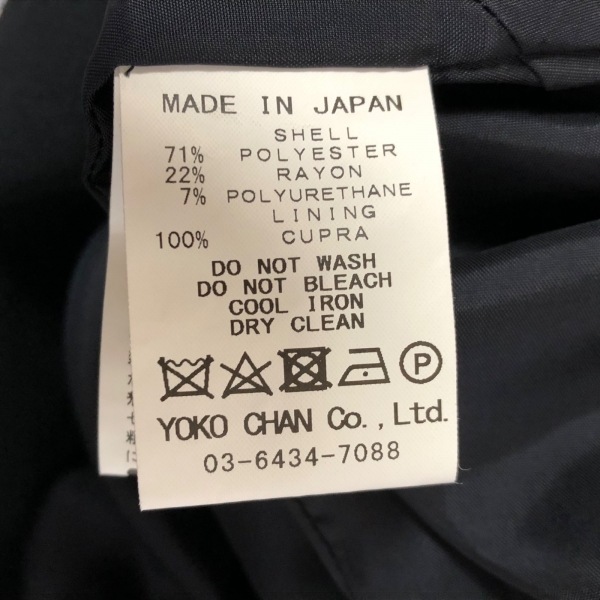 MADE IN JAPAN
SHELL
71% POLYESTER
22% RAYON
7% POLYURETHANE
LINING
100% CUPRA
DO NOT WASH
DO NOT BLEACH
COOL IRON
DRY CLEAN
P
YOKO CHAN Co.,Ltd.
03-6434-7088